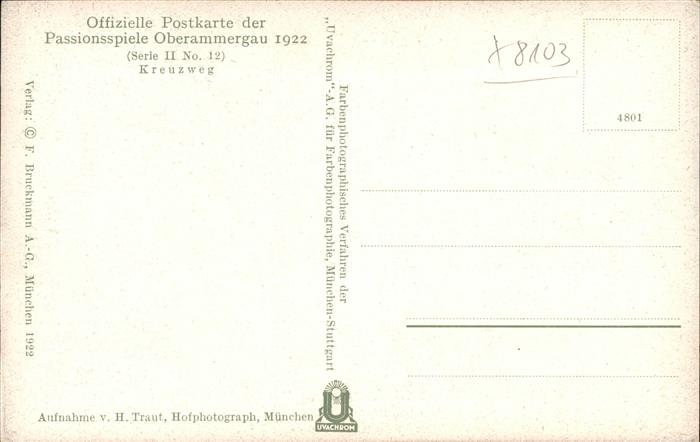 Offizielle Postkarte der
Passionsspiele Oberammergau 1922
(Serie II No. 12)
Kreuzweg
Verlag: © F. Bruckmann A.-G., München 1922
Aufnahme v. H. Traut, Hofphotograph, München
Farbenphotographisches Verfahren der
„Uvachrom“-A.G. für Farbenphotographie, München-Stuttgart
U
UVACHROM
x8103
4801